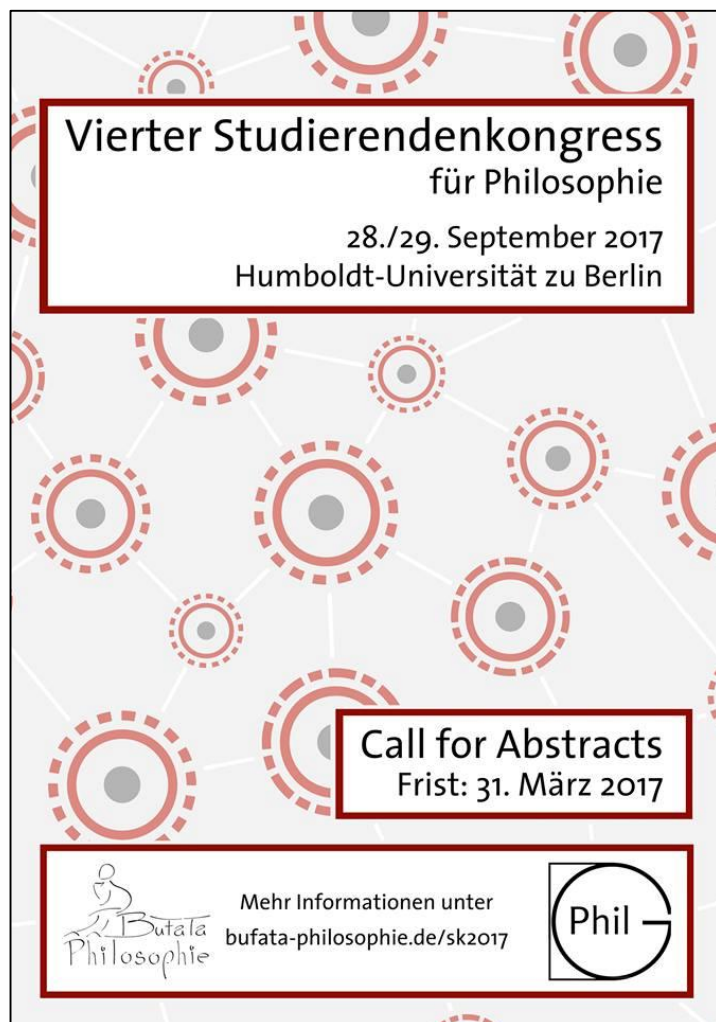 Vierter Studierendenkongress
für Philosophie
28./29. September 2017
Humboldt-Universität zu Berlin
Call for Abstracts
Frist: 31. März 2017
BufaTa
Philosophie
Mehr Informationen unter
bufata-philosophie.de/sk2017
Phil